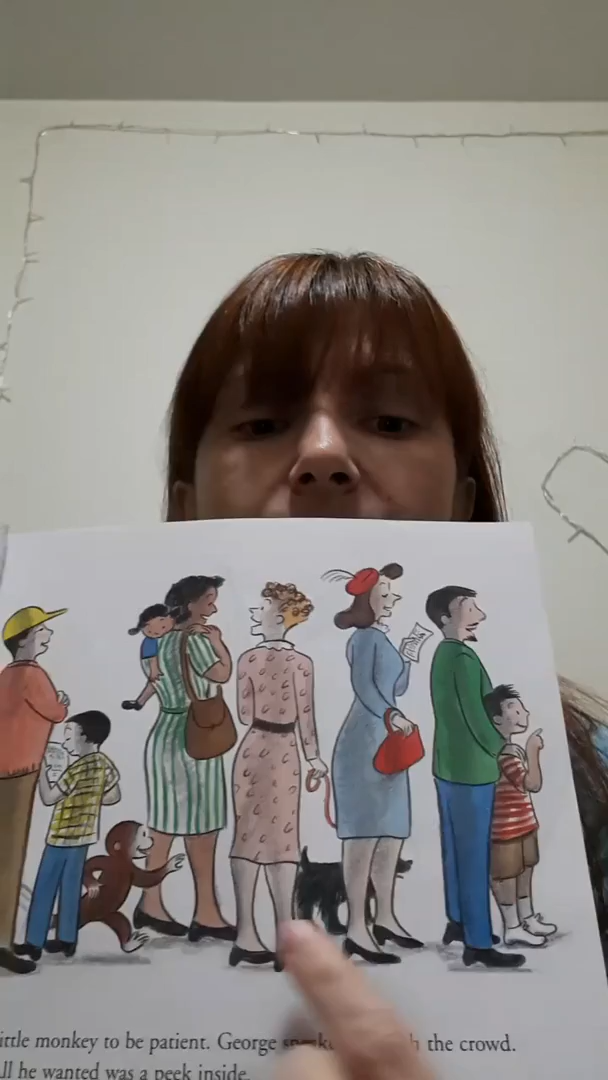 ittle monkey to be patient. George the crowd.
ll he wanted was a peek inside.